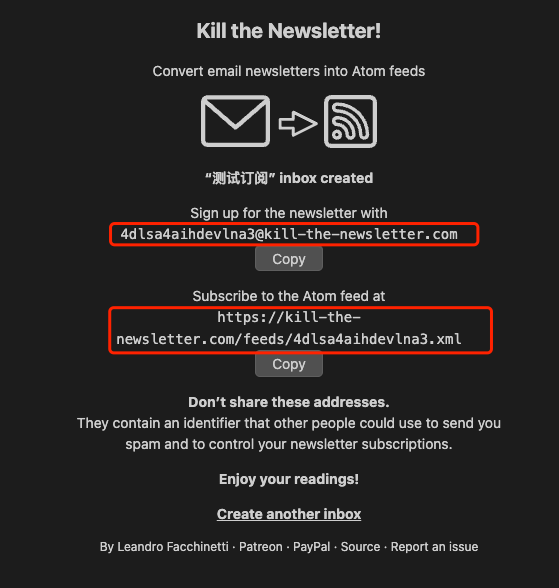 Kill the Newsletter!
Convert email newsletters into Atom feeds
“测试订阅” inbox created
Sign up for the newsletter with
4dlsa4aihdevlna3@kill-the-newsletter.com
Copy
Subscribe to the Atom feed at
https://kill-the-
newsletter.com/feeds/4dlsa4aihdevlna3.xml
Copy
Don’t share these addresses.
They contain an identifier that other people could use to send you
spam and to control your newsletter subscriptions.
Enjoy your readings!
Create another inbox
By Leandro Facchinetti · Patreon · PayPal · Source · Report an issue